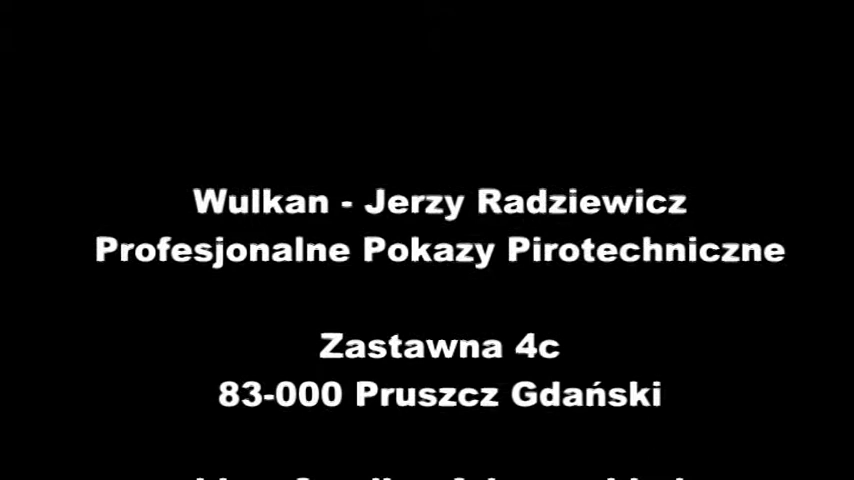 Wulkan - Jerzy Radziewicz
Profesjonalne Pokazy Pirotechniczne
Zastawna 4c
83-000 Pruszcz Gdański